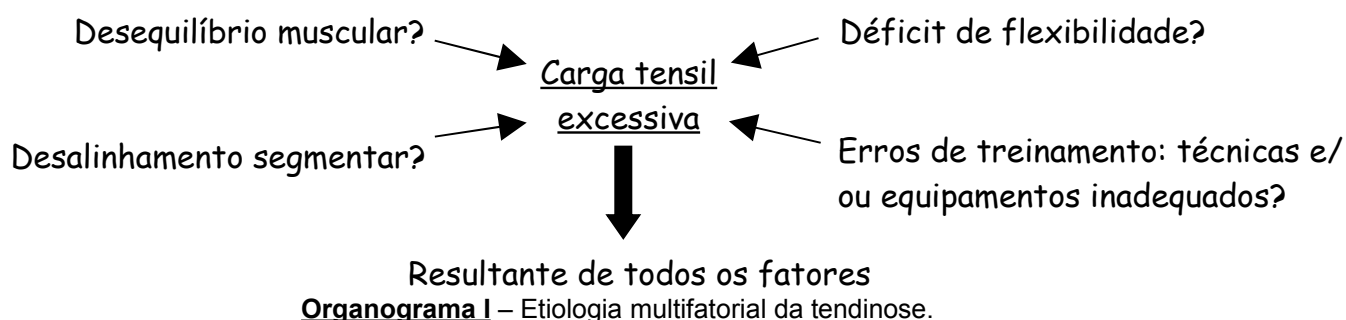 Desequilíbrio muscular?
Déficit de flexibilidade?
Carga tensil
excessiva
Desalinhamento segmentar?
Erros de treinamento: técnicas e/
ou equipamentos inadequados?
Resultante de todos os fatores
Organograma I – Etiologia multifatorial da tendinose.